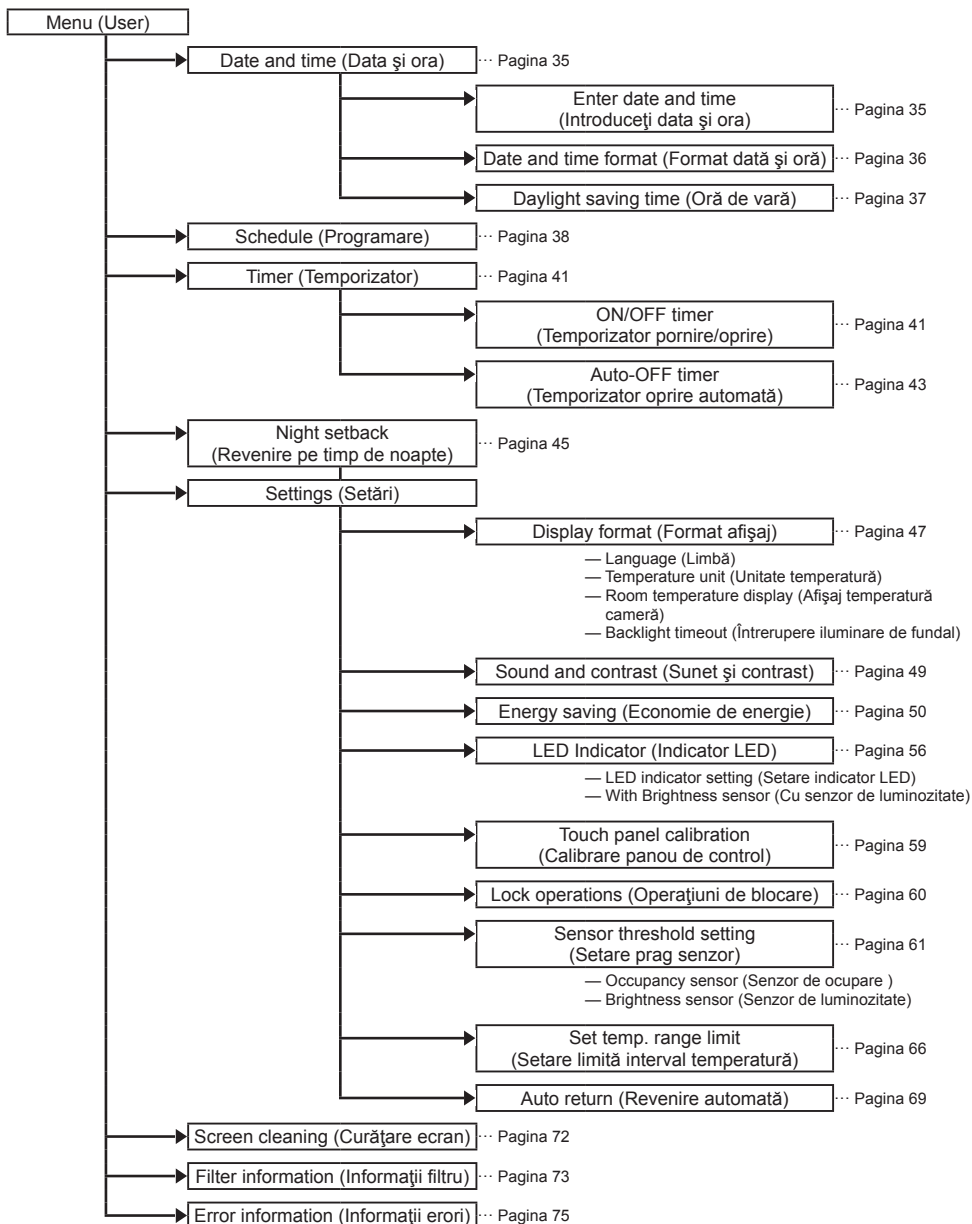 Menu (User)
Date and time (Data şi ora) ··· Pagina 35
Enter date and time
(Introduceţi data şi ora)
··· Pagina 35
Date and time format (Format dată şi oră) ··· Pagina 36
Daylight saving time (Oră de vară) ··· Pagina 37
Schedule (Programare) ··· Pagina 38
Timer (Temporizator) ··· Pagina 41
ON/OFF timer
(Temporizator pornire/oprire)
··· Pagina 41
Auto-OFF timer
(Temporizator oprire automată)
··· Pagina 43
Night setback
(Revenire pe timp de noapte)
··· Pagina 45
Settings (Setări)
Display format (Format afişaj) ··· Pagina 47
— Language (Limbă)
— Temperature unit (Unitate temperatură)
— Room temperature display (Afişaj temperatură
cameră)
— Backlight timeout (Întrerupere iluminare de fundal)
Sound and contrast (Sunet şi contrast) ··· Pagina 49
Energy saving (Economie de energie) ··· Pagina 50
LED Indicator (Indicator LED) ··· Pagina 56
— LED indicator setting (Setare indicator LED)
— With Brightness sensor (Cu senzor de luminozitate)
Touch panel calibration
(Calibrare panou de control)
··· Pagina 59
Lock operations (Operaţiuni de blocare) ··· Pagina 60
Sensor threshold setting
(Setare prag senzor)
··· Pagina 61
— Occupancy sensor (Senzor de ocupare )
— Brightness sensor (Senzor de luminozitate)
Set temp. range limit
(Setare limită interval temperatură)
··· Pagina 66
Auto return (Revenire automată) ··· Pagina 69
Screen cleaning (Curăţare ecran) ··· Pagina 72
Filter information (Informaţii filtru) ··· Pagina 73
Error information (Informaţii erori) ··· Pagina 75